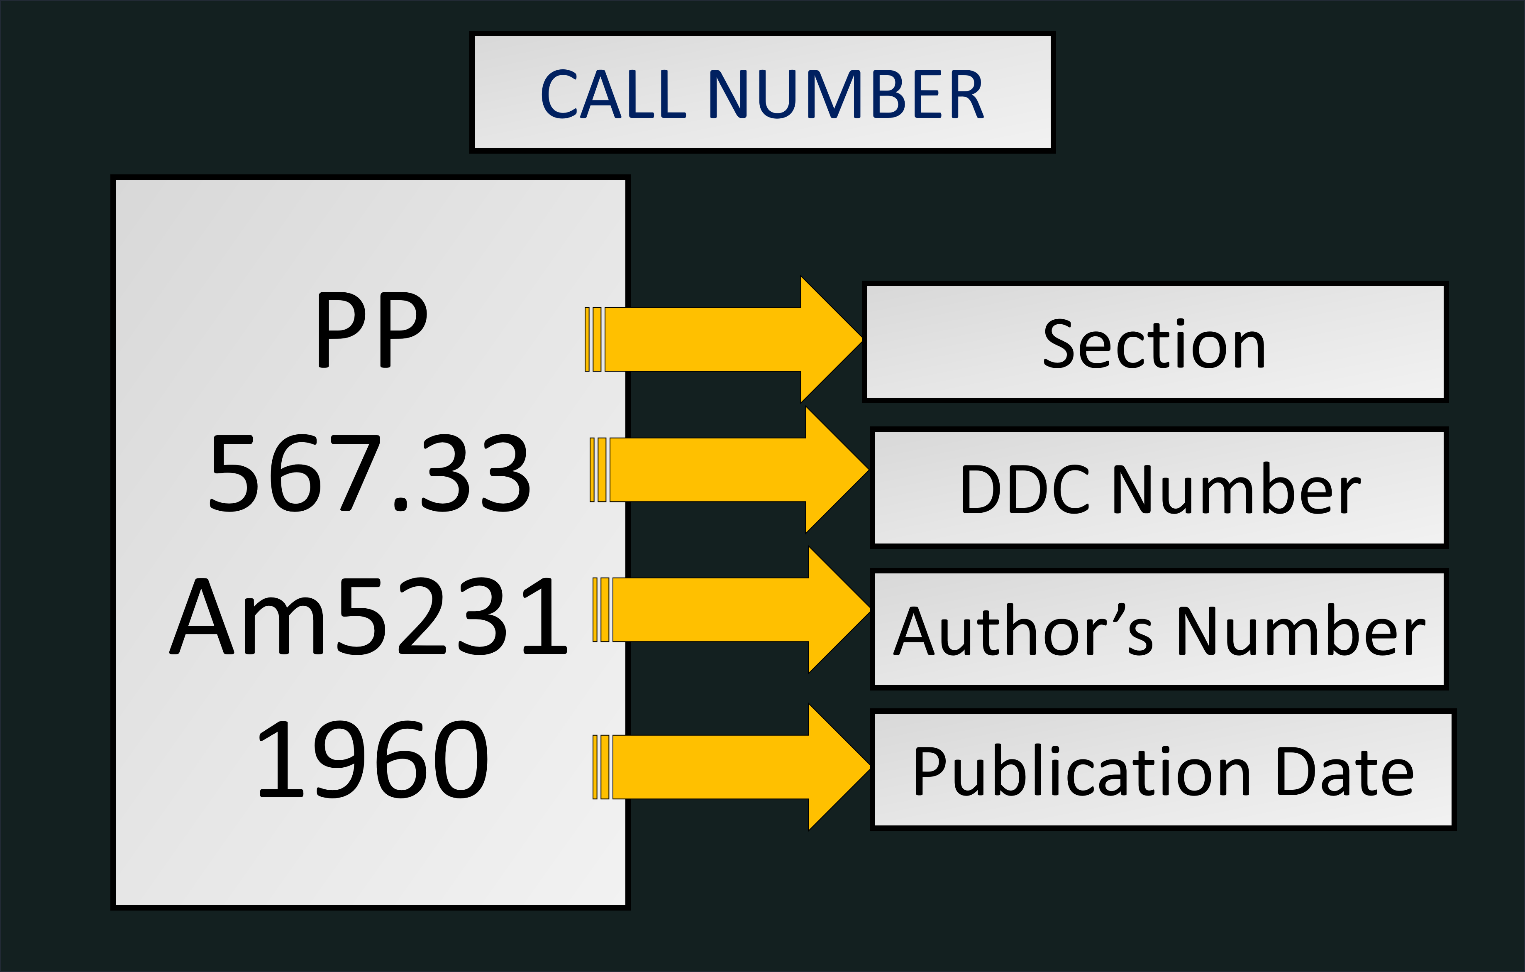 CALL NUMBER
PP
Section
567.33
DDC Number
Am5231
Author’s Number
1960
Publication Date